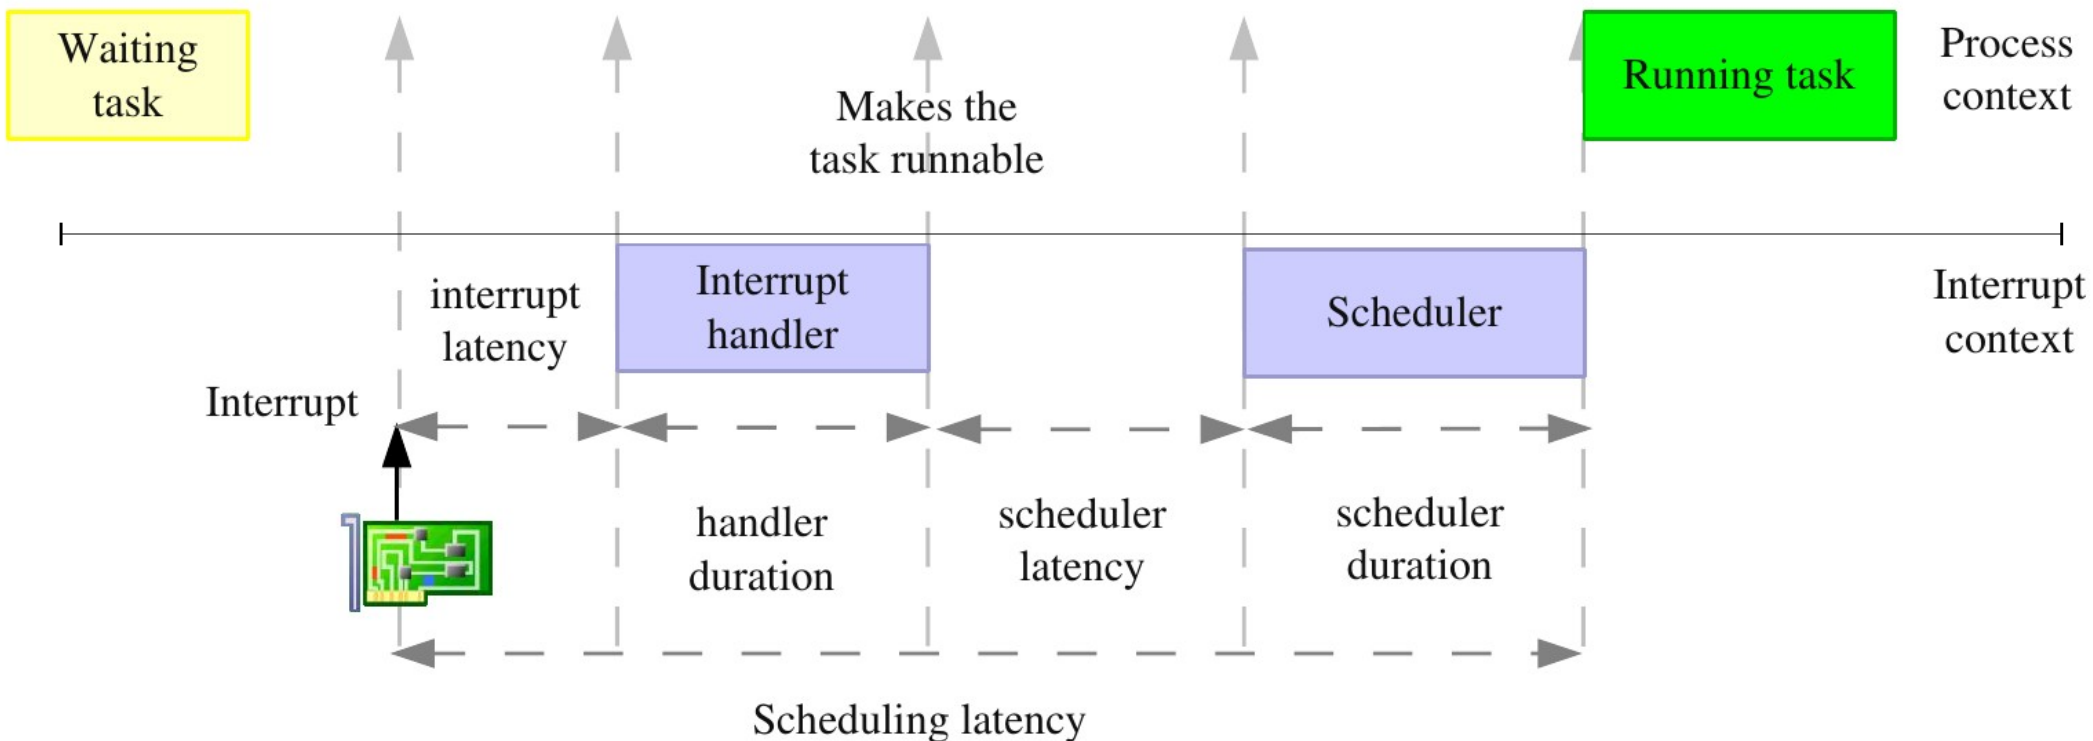 Waiting
task
Makes the
task runnable
Running task
Process
context
interrupt
latency
Interrupt
handler
Scheduler
Interrupt
context
Interrupt
handler
duration
scheduler
latency
scheduler
duration
Scheduling latency